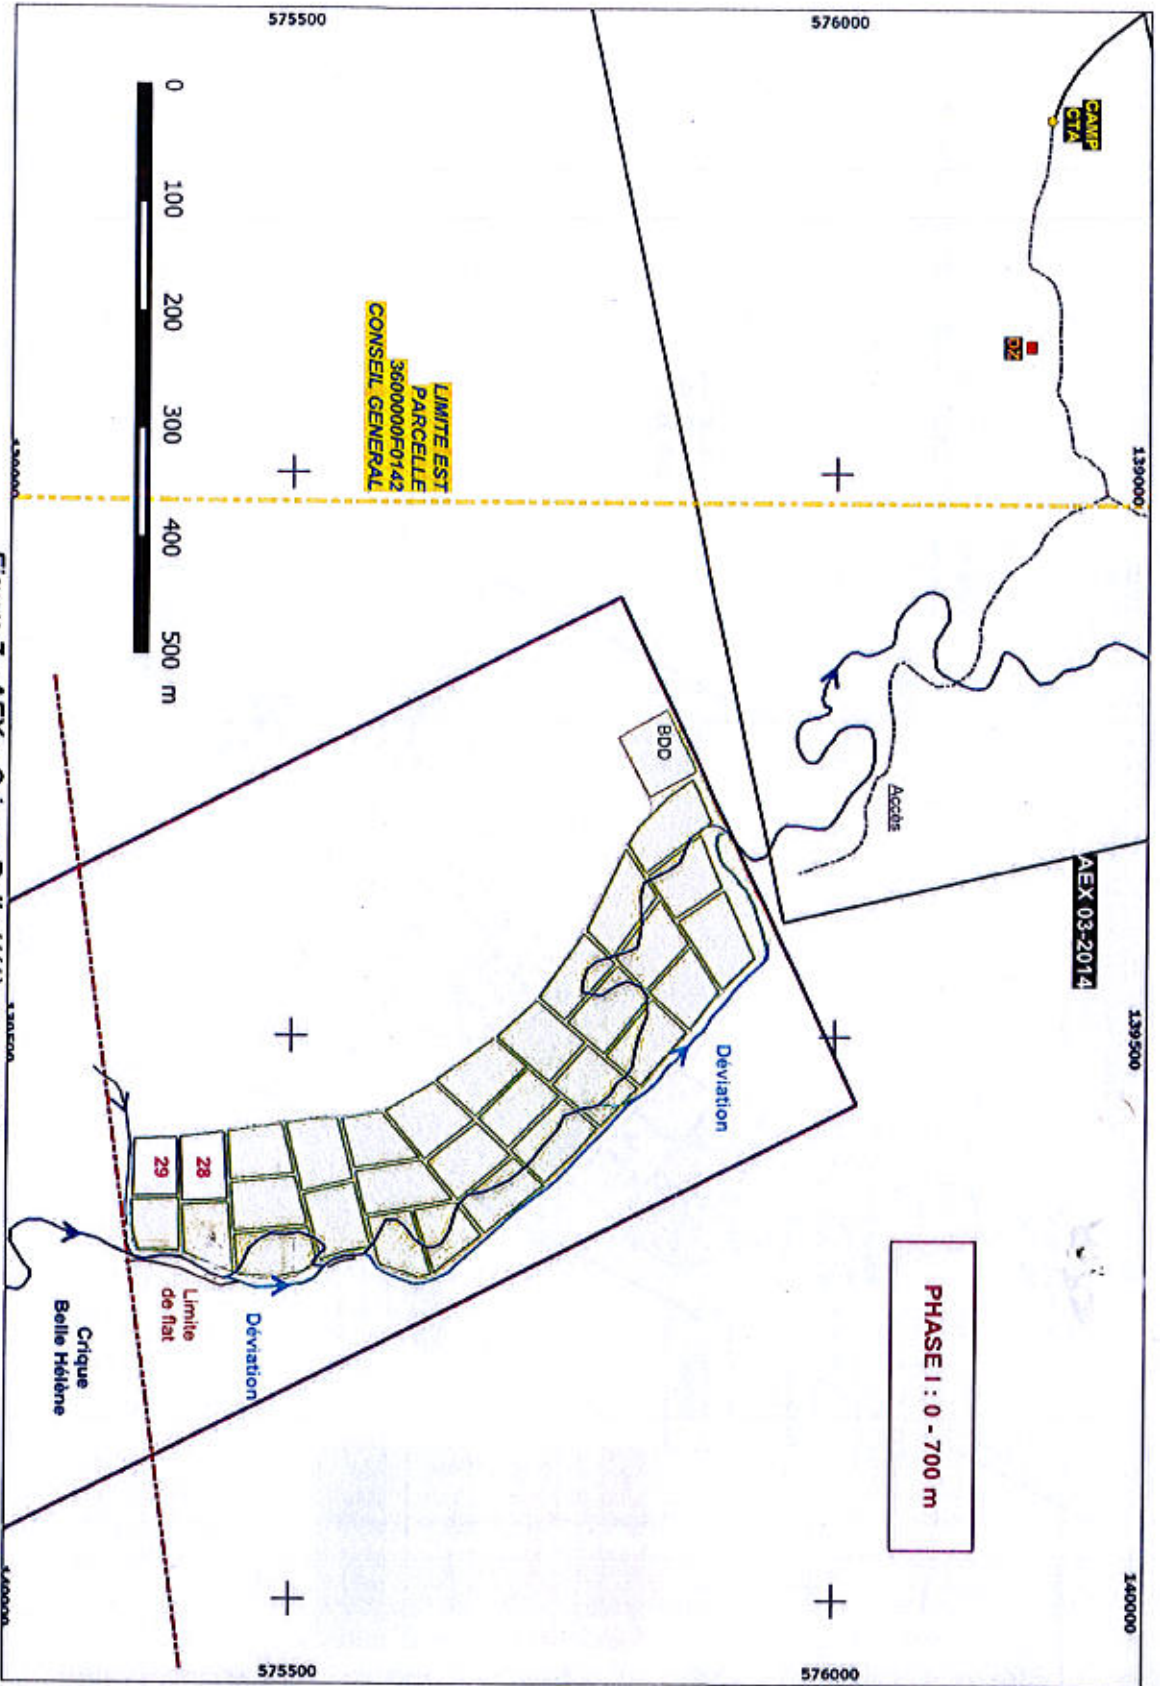 575500
576000
CAMP
CTA
DZ
139000
0
100
200
300
400
500 m
LIMITE EST
PARCELLE
3600000F0142
CONSEIL GENERAL
Accès
AEX 03-2014
139500
BDD
Déviation
PHASE I : 0 - 700 m
28
29
Limite
de flat
Déviation
Crique
Belle Hélène
140000
575500
576000